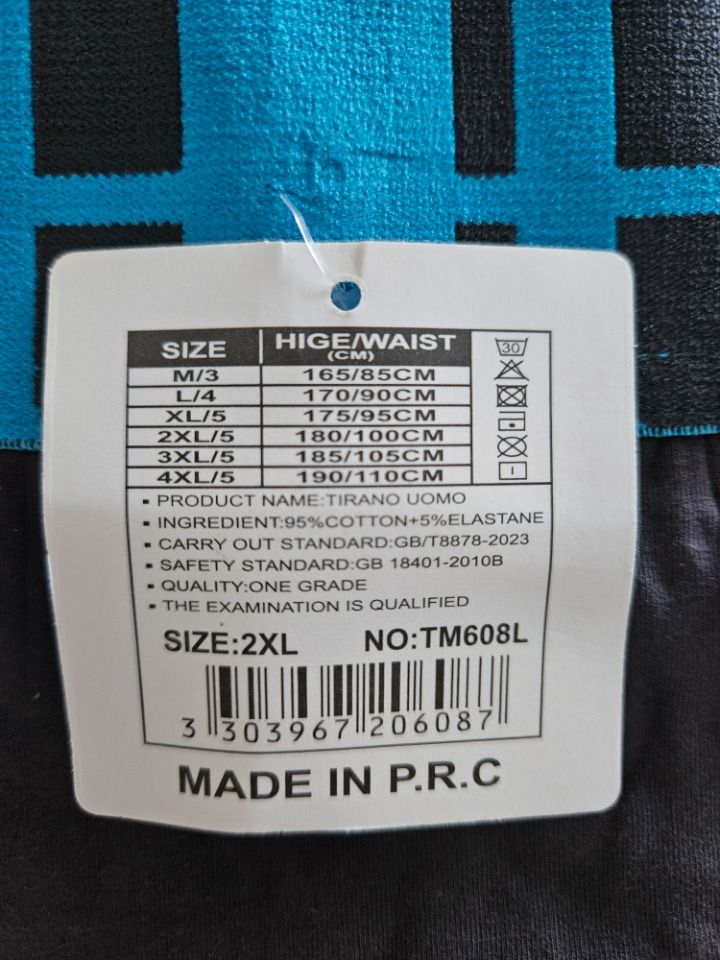 SIZE HIGE/WAIST
(CM)
30
M/3 165/85CM
L/4 170/90CM
XL/5 175/95CM
2XL/5 180/100CM
3XL/5 185/105CM
4XL/5 190/110CM
▪ PRODUCT NAME:TIRANO UOMO
▪ INGREDIENT:95%COTTON+5%ELASTANE
▪ CARRY OUT STANDARD:GB/T8878-2023
▪ SAFETY STANDARD:GB 18401-2010B
▪ QUALITY:ONE GRADE
▪ THE EXAMINATION IS QUALIFIED
SIZE:2XL NO:TM608L
3 303967 206087
MADE IN P.R.C